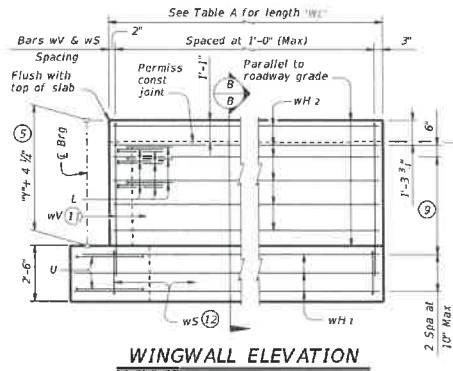 See Table A for length "WL"
Bars wV & wS
Spacing
2"
Spaced at 1'-0" (Max)
3"
Flush with
top of slab
Permiss
const
joint
1'-1"
Parallel to
roadway grade
B
B
wH 2
6"
1'-3 3/4"
5
"Y"+ 4 1/2"
℄ Brg
L
wV 1
9
2'-6"
U
wS 12
wH 1
2 Spa at
10" Max
WINGWALL ELEVATION